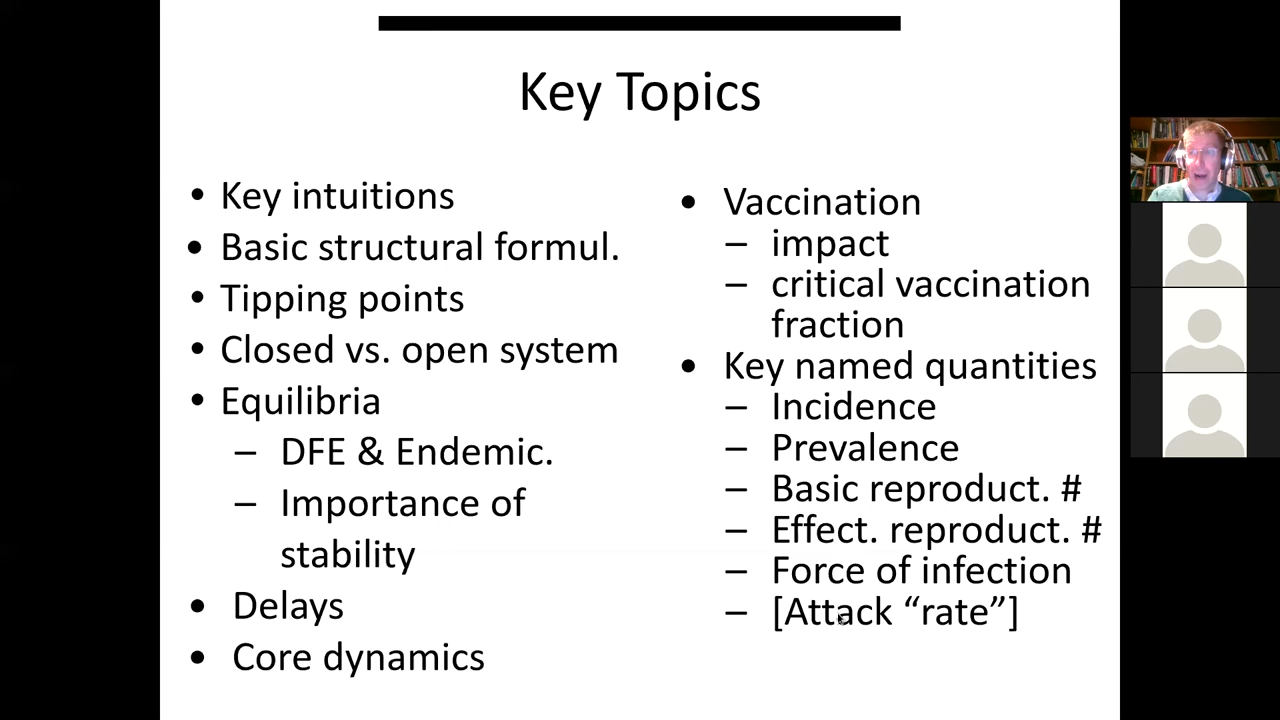 Key Topics
• Key intuitions
• Basic structural formul.
• Tipping points
• Closed vs. open system
• Equilibria
– DFE & Endemic.
– Importance of
stability
• Delays
• Core dynamics
• Vaccination
– impact
– critical vaccination
fraction
• Key named quantities
– Incidence
– Prevalence
– Basic reproduct. #
– Effect. reproduct. #
– Force of infection
– [Attack “rate”]